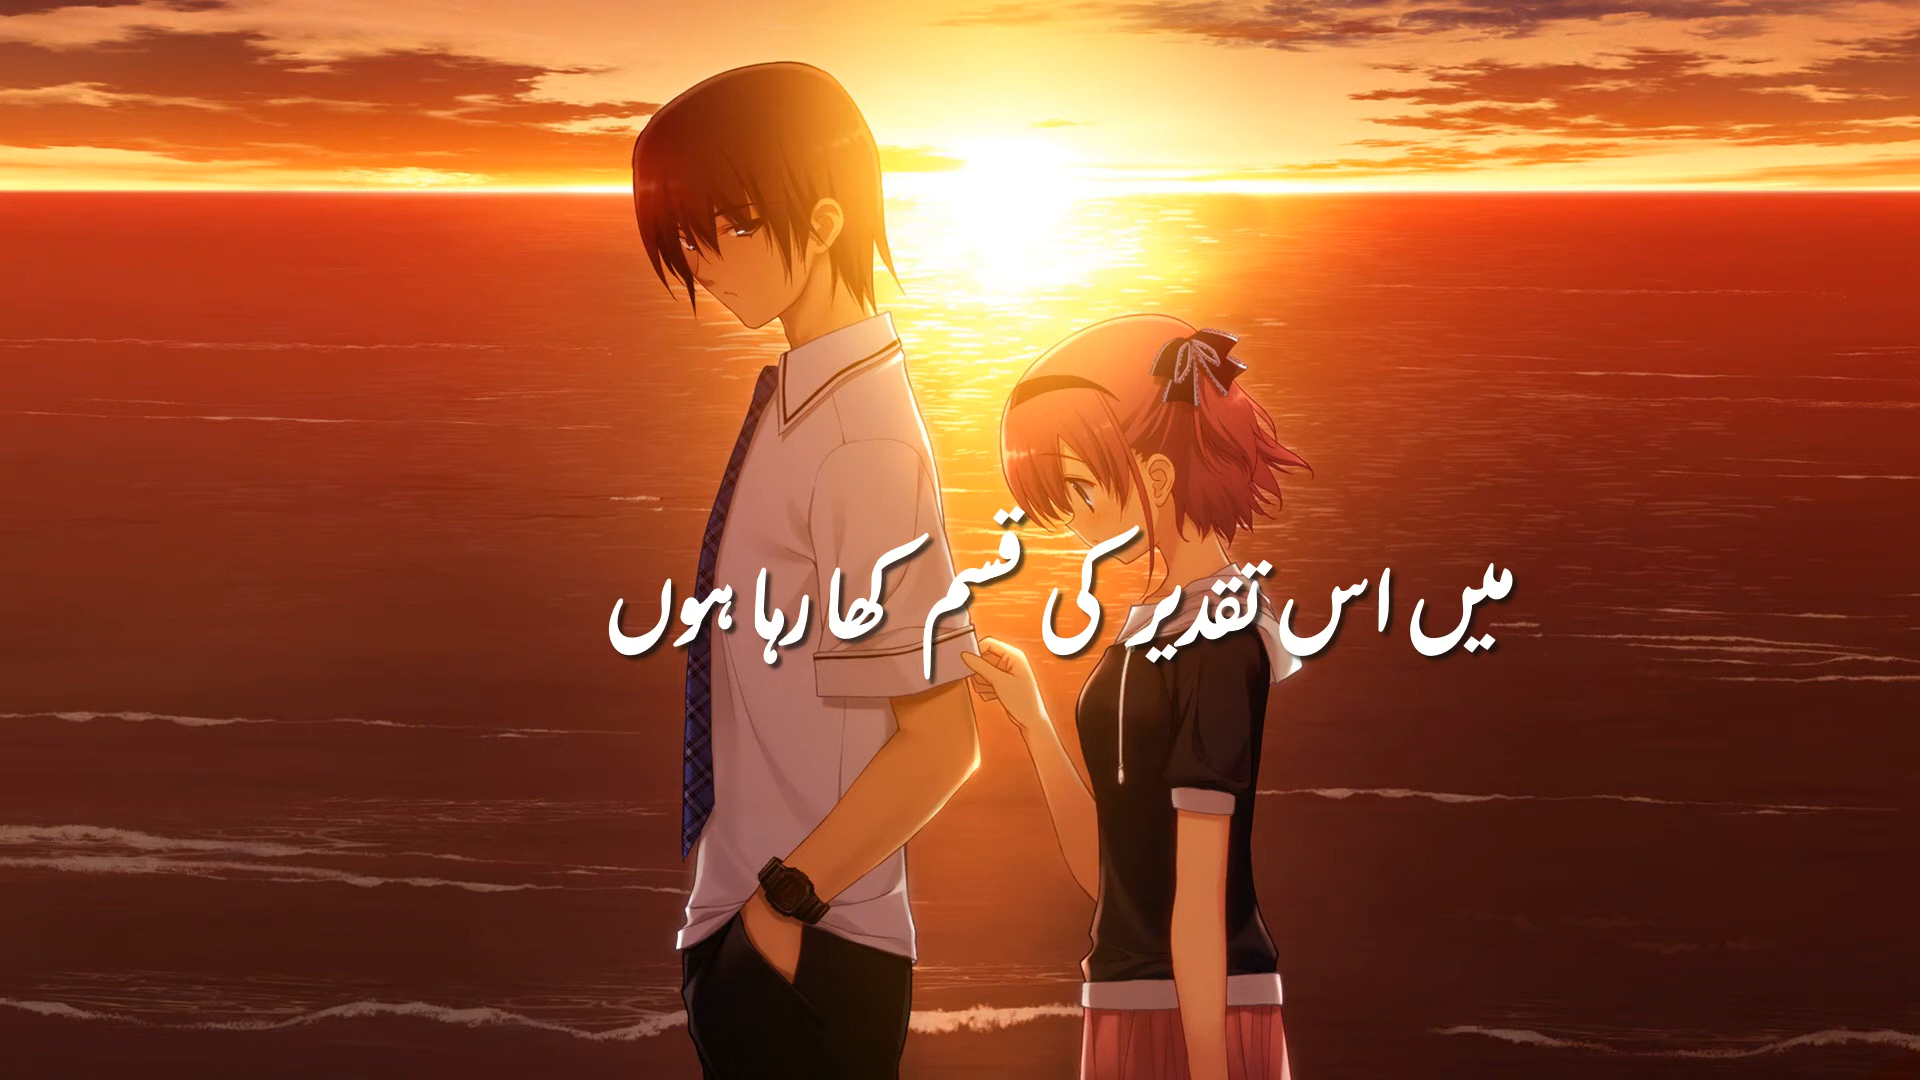 میں اس تقدیر کی قسم کھا رہا ہوں